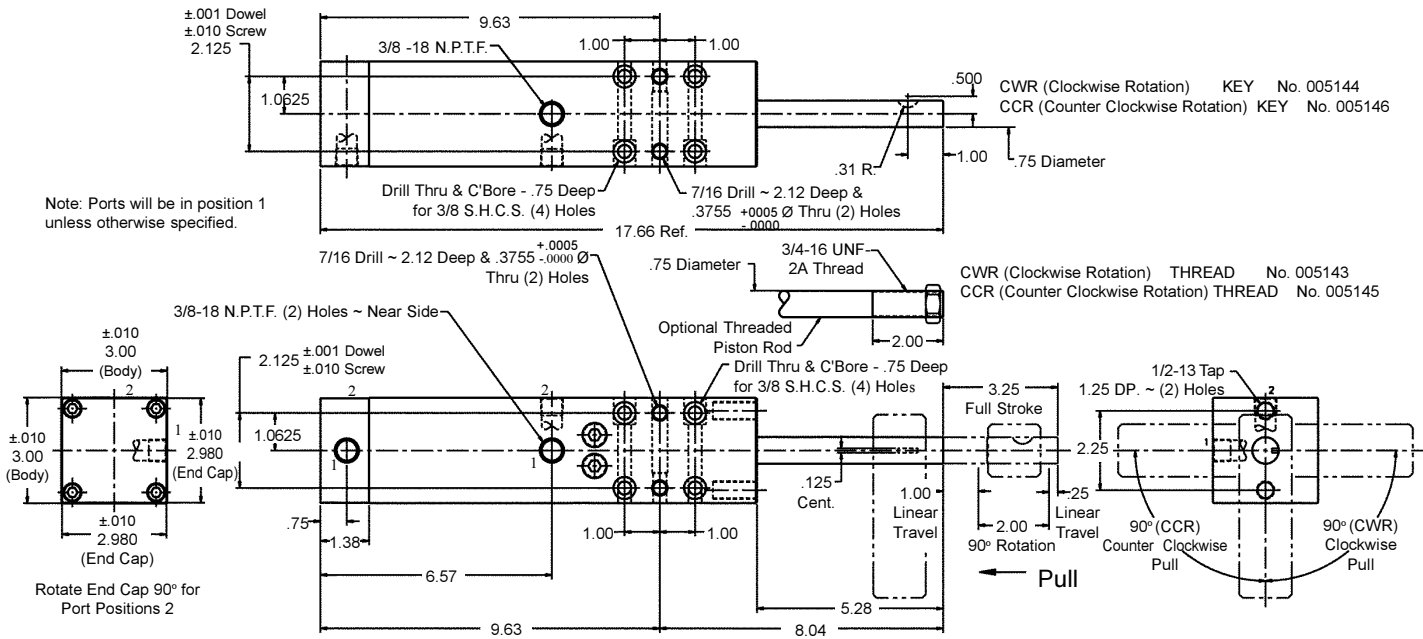 ±.001 Dowel
±.010 Screw
2.125
9.63
3/8 -18 N.P.T.F.
1.00
1.00
1.0625
.500
CWR (Clockwise Rotation) KEY No. 005144
CCR (Counter Clockwise Rotation) KEY No. 005146
.31 R.
1.00
.75 Diameter
Note: Ports will be in position 1
unless otherwise specified.
Drill Thru & C'Bore - .75 Deep
for 3/8 S.H.C.S. (4) Holes
7/16 Drill ~ 2.12 Deep &
.3755 +0005 -.0000 Ø Thru (2) Holes
17.66 Ref.
7/16 Drill ~ 2.12 Deep & .3755 +.0005 -.0000 Ø
Thru (2) Holes
.75 Diameter
3/4-16 UNF-
2A Thread
CWR (Clockwise Rotation) THREAD No. 005143
CCR (Counter Clockwise Rotation) THREAD No. 005145
3/8-18 N.P.T.F. (2) Holes ~ Near Side
Optional Threaded
Piston Rod
2.00
±.010
3.00
(Body)
2
1
±.010
3.00
(Body)
±.010
2.980
(End Cap)
±.010
2.980
(End Cap)
Rotate End Cap 90° for
Port Positions 2
2.125 ±.001 Dowel
±.010 Screw
Drill Thru & C'Bore - .75 Deep
for 3/8 S.H.C.S. (4) Holes
2
2
1.0625
1
1
.75
1.38
6.57
9.63
1.00
1.00
.125
Cent.
3.25
Full Stroke
1.00
Linear
Travel
2.00
90° Rotation
.25
Linear
Travel
Pull
5.28
8.04
1/2-13 Tap
1.25 DP. ~ (2) Holes
2
1
2.25
90° (CCR)
Counter Clockwise
Pull
90° (CWR)
Clockwise
Pull